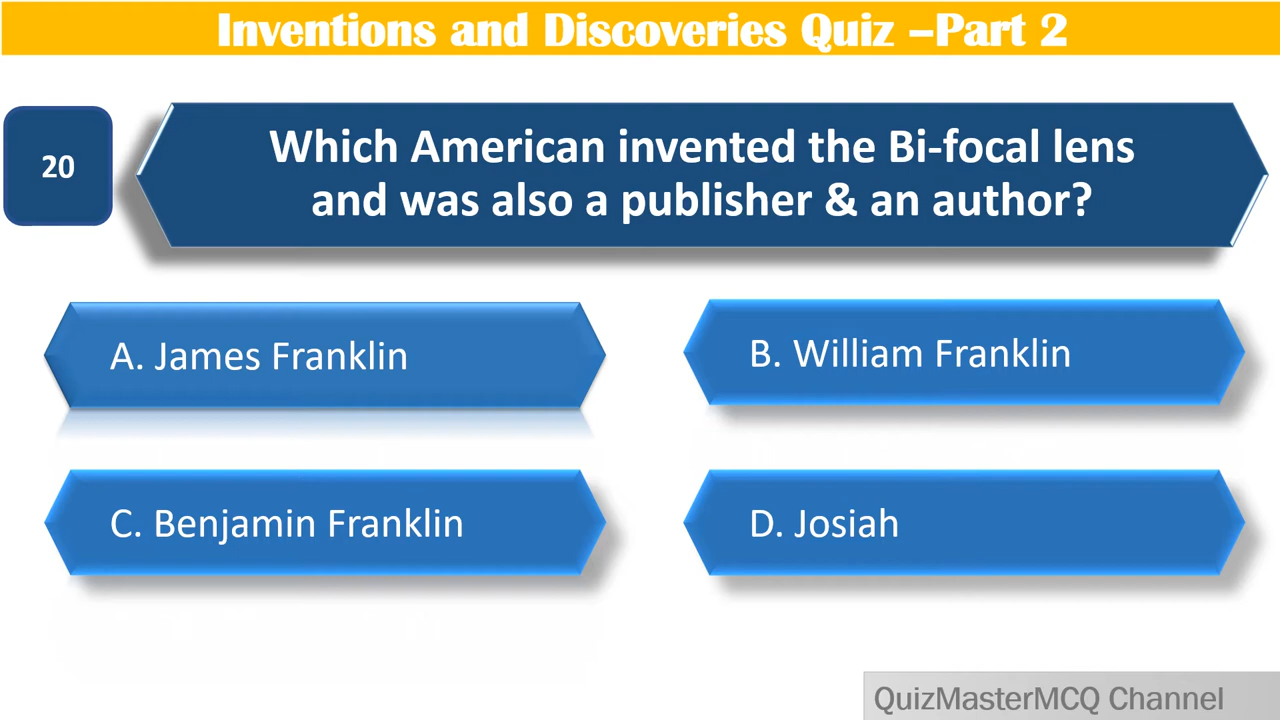 Inventions and Discoveries Quiz –Part 2
20
Which American invented the Bi-focal lens
and was also a publisher & an author?
A. James Franklin
B. William Franklin
C. Benjamin Franklin
D. Josiah
QuizMasterMCQ Channel